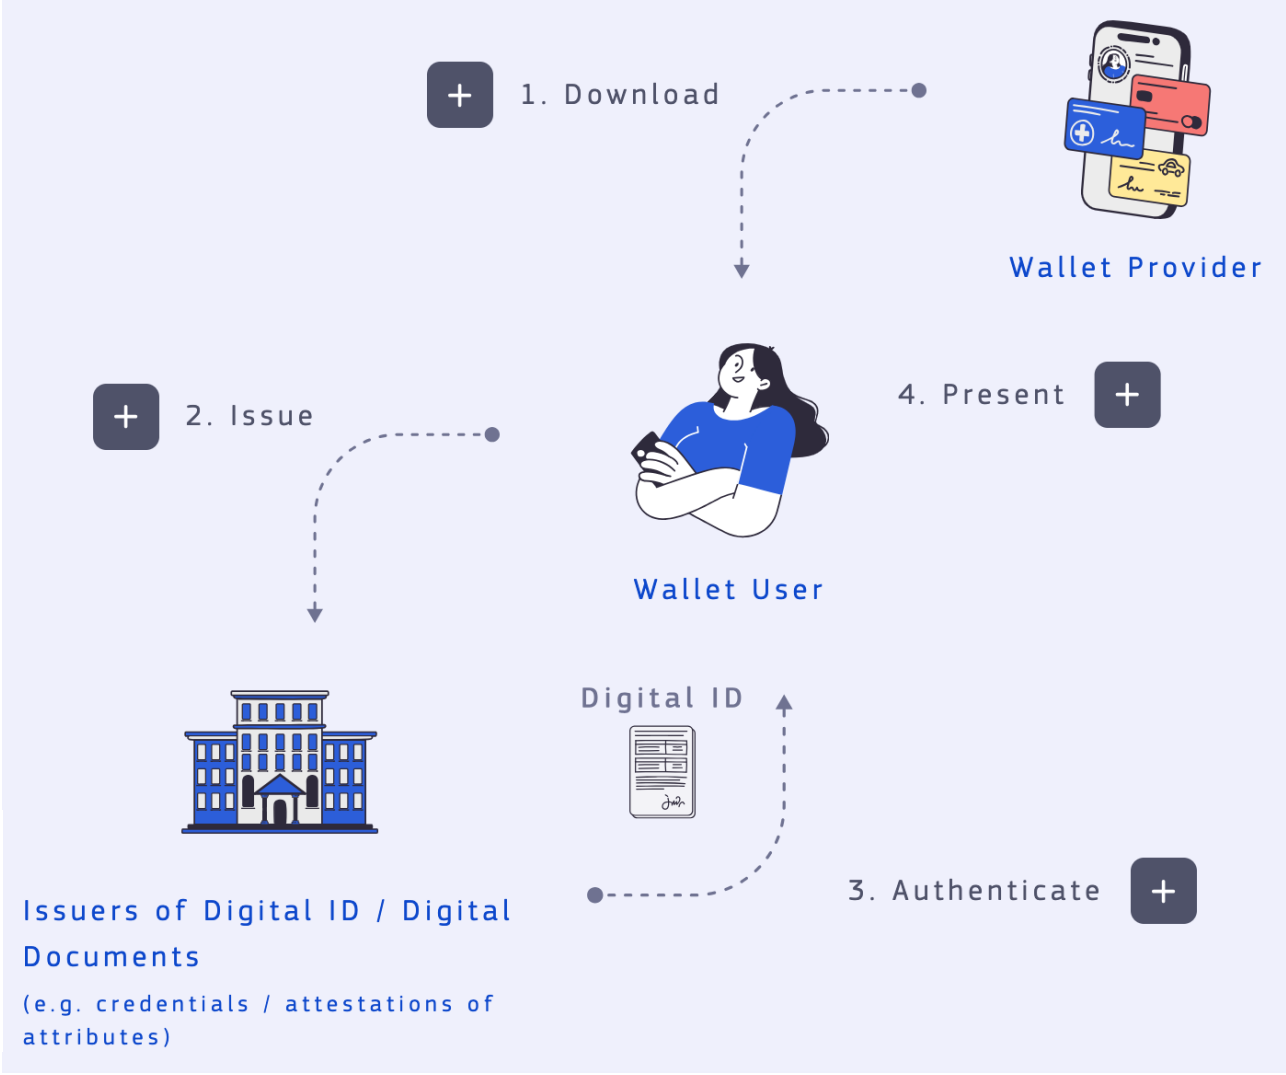 1. Download
Wallet Provider
2. Issue
4. Present
Wallet User
Digital ID
3. Authenticate
Issuers of Digital ID / Digital
Documents
(e.g. credentials / attestations of
attributes)